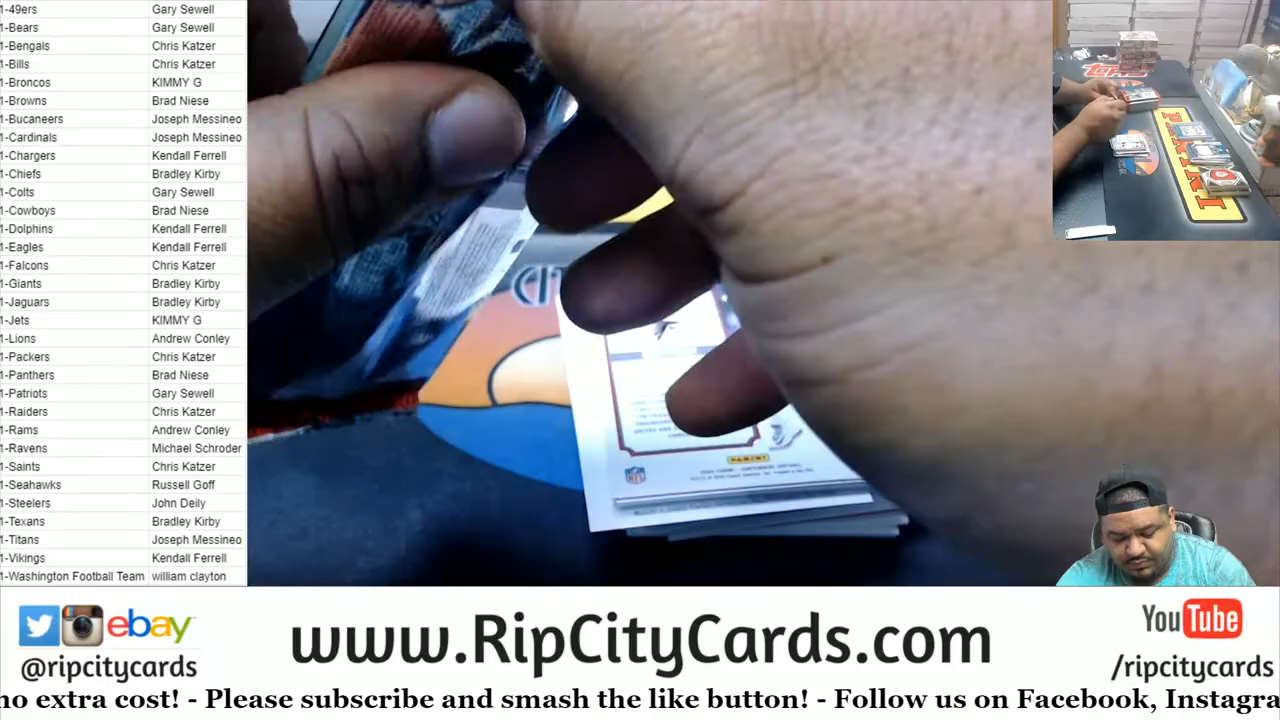 1-49ers Gary Sewell
1-Bears Gary Sewell
1-Bengals Chris Katzer
1-Bills Chris Katzer
1-Broncos KIMMY G
1-Browns Brad Niese
1-Bucaneers Joseph Messineo
1-Cardinals Joseph Messineo
1-Chargers Kendall Ferrell
1-Chiefs Bradley Kirby
1-Colts Gary Sewell
1-Cowboys Brad Niese
1-Dolphins Kendall Ferrell
1-Eagles Kendall Ferrell
1-Falcons Chris Katzer
1-Giants Bradley Kirby
1-Jaguars Bradley Kirby
1-Jets KIMMY G
1-Lions Andrew Conley
1-Packers Chris Katzer
1-Panthers Brad Niese
1-Patriots Gary Sewell
1-Raiders Chris Katzer
1-Rams Andrew Conley
1-Ravens Michael Schroder
1-Saints Chris Katzer
1-Seahawks Russell Goff
1-Steelers John Deily
1-Texans Bradley Kirby
1-Titans Joseph Messineo
1-Vikings Kendall Ferrell
1-Washington Football Team william clayton
CIT
PANINI
NFL
TOPPS
PANINI
ebay
@ripcitycards
www.RipCityCards.com
YouTube
/ripcitycards
no extra cost! - Please subscribe and smash the like button! - Follow us on Facebook, Instagra